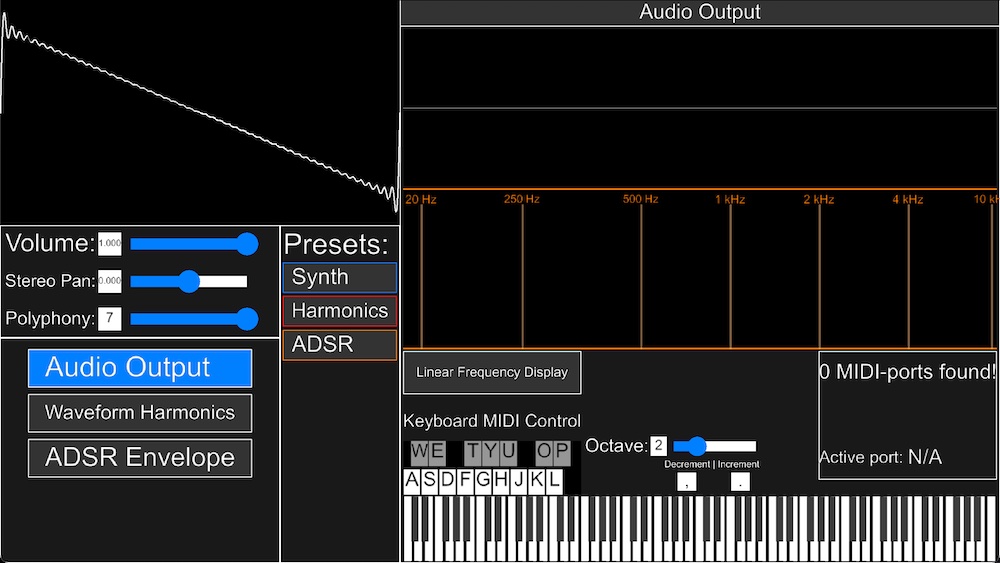 Audio Output
20 Hz 250 Hz 500 Hz 1 kHz 2 kHz 4 kHz 10 kH
Volume: 1.000
Stereo Pan: 0.000
Polyphony: 7
Presets:
Synth
Harmonics
ADSR
Audio Output
Waveform Harmonics
ADSR Envelope
Linear Frequency Display
0 MIDI-ports found!
Active port: N/A
Keyboard MIDI Control
W E T Y U O P
A S D F G H J K L
Octave: 2
Decrement | Increment
, .